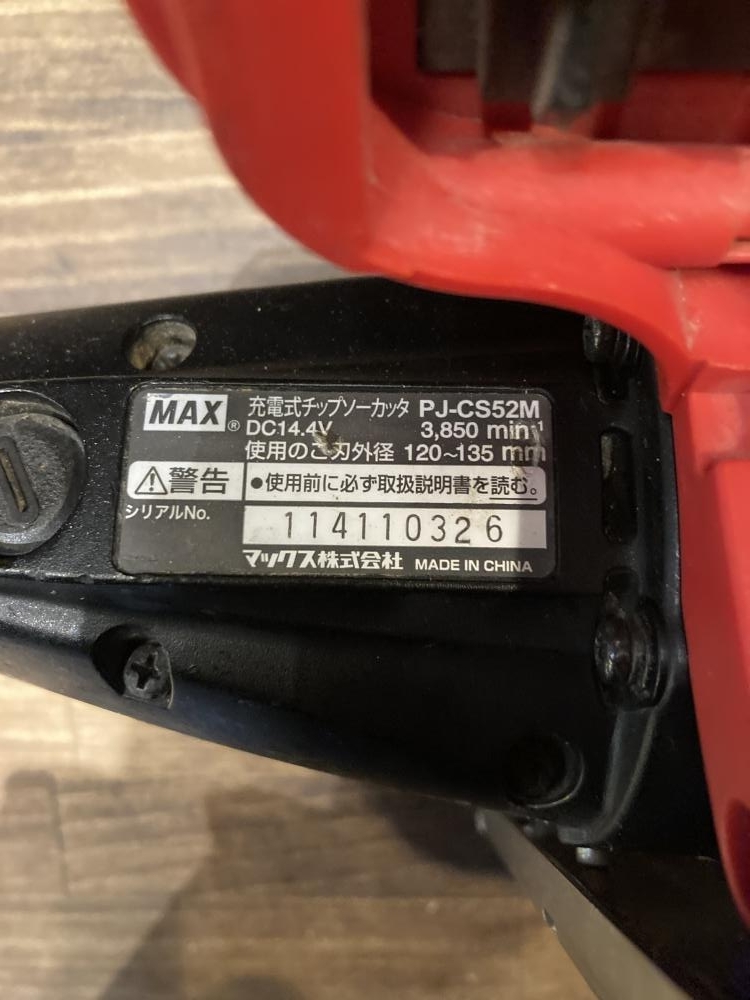 MAX® 充電式チップソーカッタ PJ-CS52M
DC14.4V 3,850 min-1
使用のこ刃外径 120~135 mm
⚠警告 •使用前に必ず取扱説明書を読む。
シリアルNo. 114110326
マックス株式会社 MADE IN CHINA